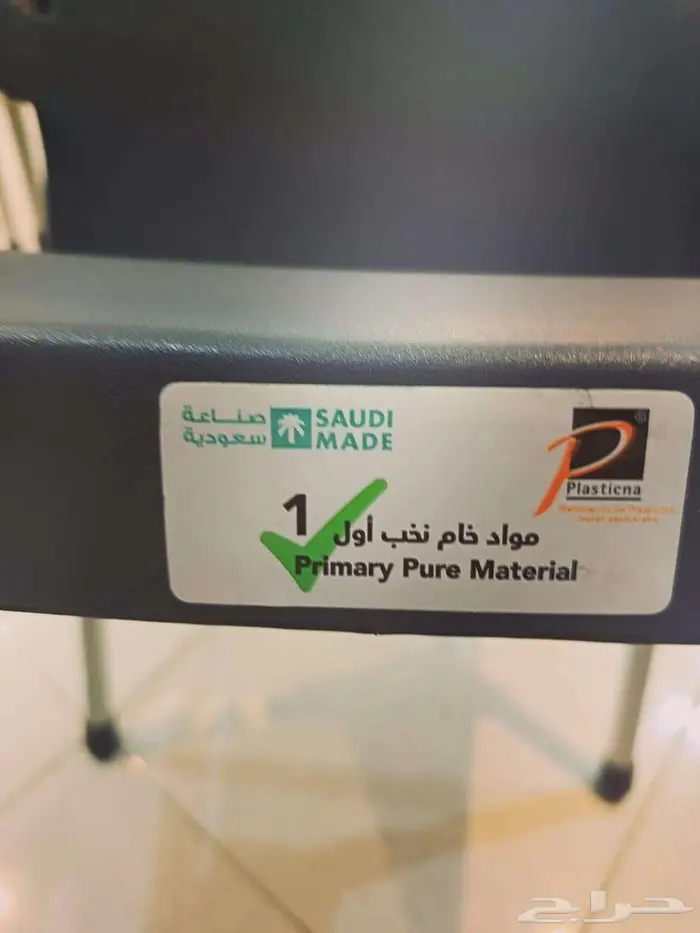 صناعة
سعودية
SAUDI
MADE
®
Plasticna
1
مواد خام نخب أول
Primary Pure Material
حراج